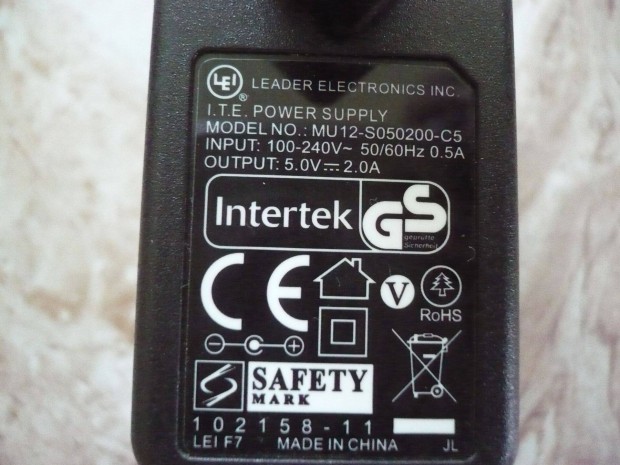 LEI
® LEADER ELECTRONICS INC.
I.T.E. POWER SUPPLY
MODEL NO.: MU12-S050200-C5
INPUT: 100-240V~ 50/60Hz 0.5A
OUTPUT: 5.0V⎓2.0A
Intertek GS
geprüfte
Sicherheit
CE V
RoHS
SAFETY
MARK
102158-11
LEI F7 MADE IN CHINA JL